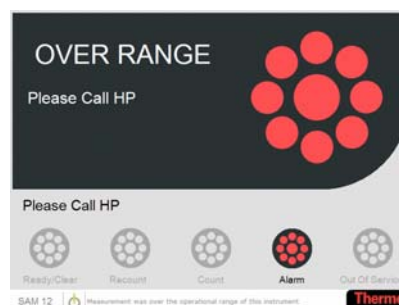 OVER RANGE
Please Call HP
Please Call HP
Ready/Clear Recount Count Alarm Out Of Service
SAM 12 Measurement was over the operational range of this instrument. Thermo